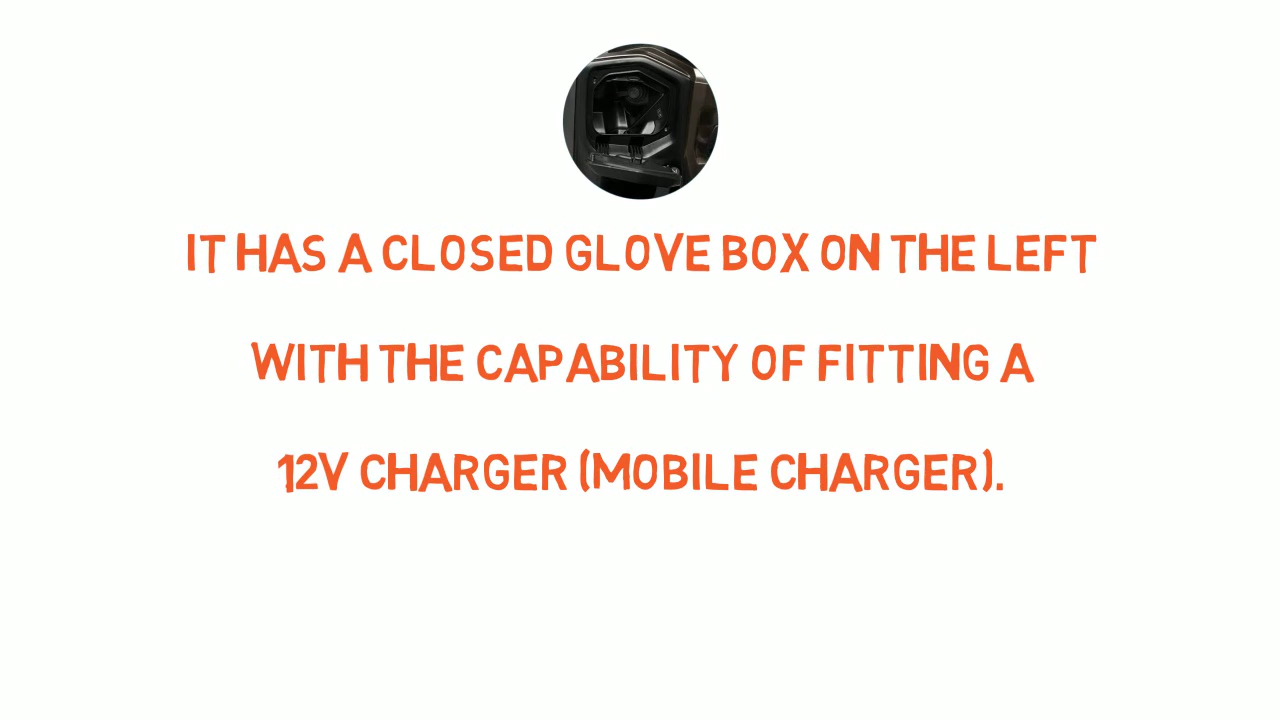 IT HAS A CLOSED GLOVE BOX ON THE LEFT
WITH THE CAPABILITY OF FITTING A
12V CHARGER (MOBILE CHARGER).